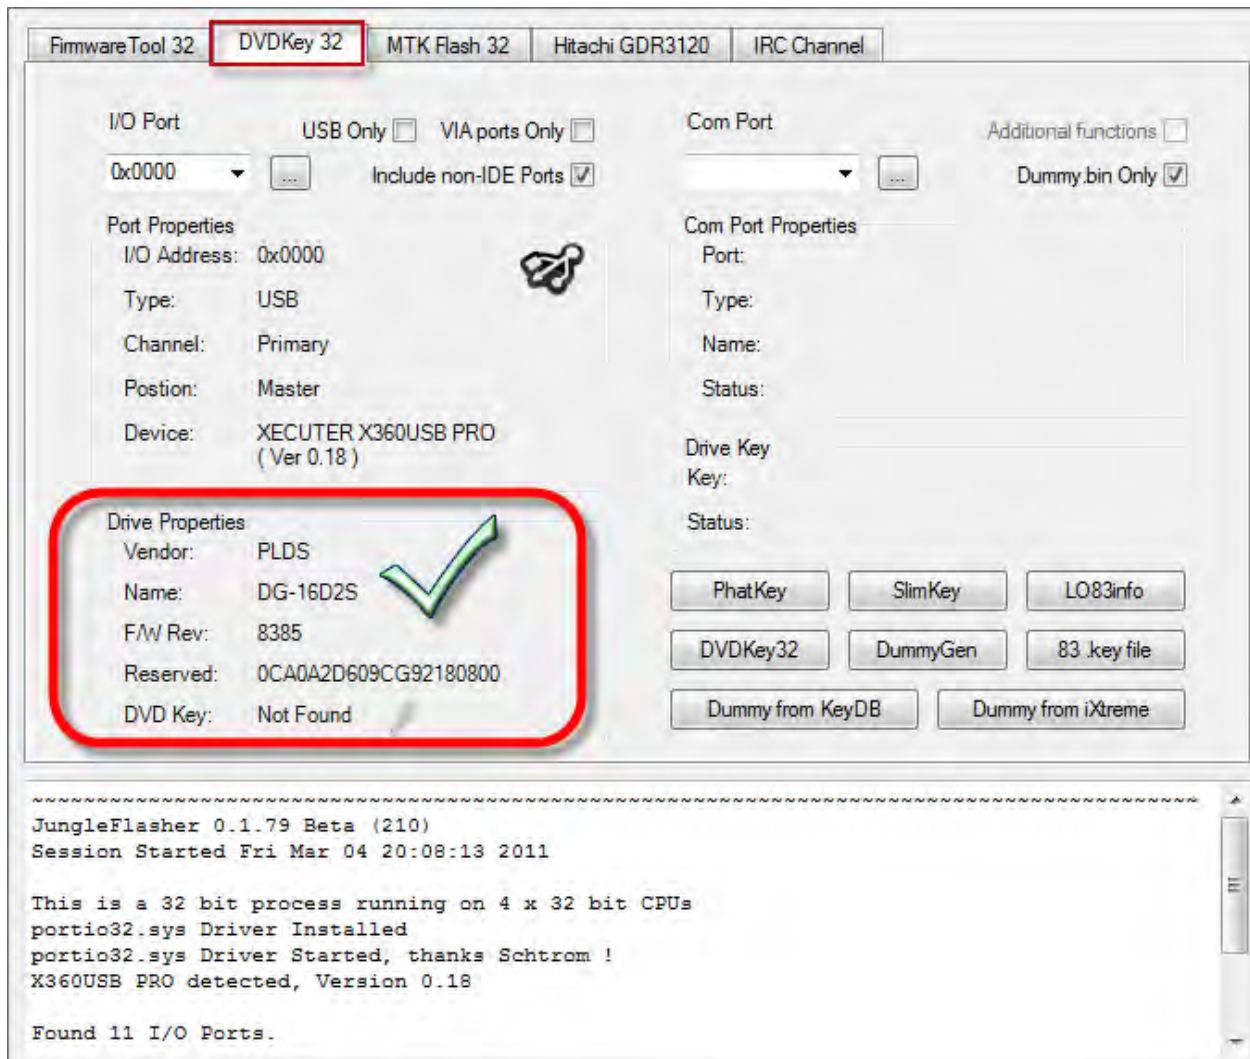 FirmwareTool 32 DVDKey 32 MTK Flash 32 Hitachi GDR3120 IRC Channel
I/O Port USB Only VIA ports Only
0x0000 ... Include non-IDE Ports
Port Properties
I/O Address: 0x0000
Type: USB
Channel: Primary
Postion: Master
Device: XECUTER X360USB PRO
( Ver 0.18 )
Drive Properties
Vendor: PLDS
Name: DG-16D2S
F/W Rev: 8385
Reserved: 0CA0A2D609CG92180800
DVD Key: Not Found
Com Port Additional functions
... Dummy.bin Only
Com Port Properties
Port:
Type:
Name:
Status:
Drive Key
Key:
Status:
PhatKey SlimKey LO83info
DVDKey32 DummyGen 83 .key file
Dummy from KeyDB Dummy from iXtreme
~~~~~~~~~~~~~~~~~~~~~~~~~~~~~~~~~~~~~~~~~~~~~~~~~~~~~~~~~~~~~~~~~~~~~~~~~~~~~~~~~~~~~~~~~~
JungleFlasher 0.1.79 Beta (210)
Session Started Fri Mar 04 20:08:13 2011
This is a 32 bit process running on 4 x 32 bit CPUs
portio32.sys Driver Installed
portio32.sys Driver Started, thanks Schtrom !
X360USB PRO detected, Version 0.18
Found 11 I/O Ports.